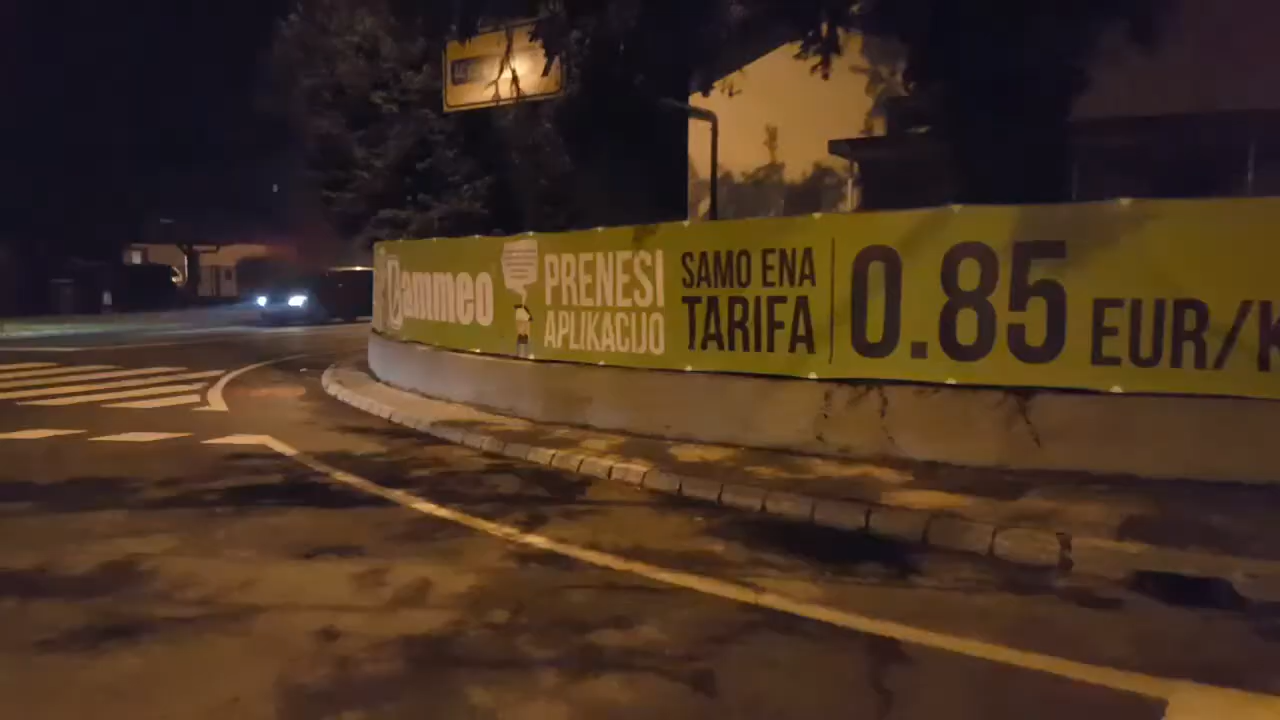 Cammeo
PRENESI
APLIKACIJO
SAMO ENA
TARIFA
0.85 EUR/K